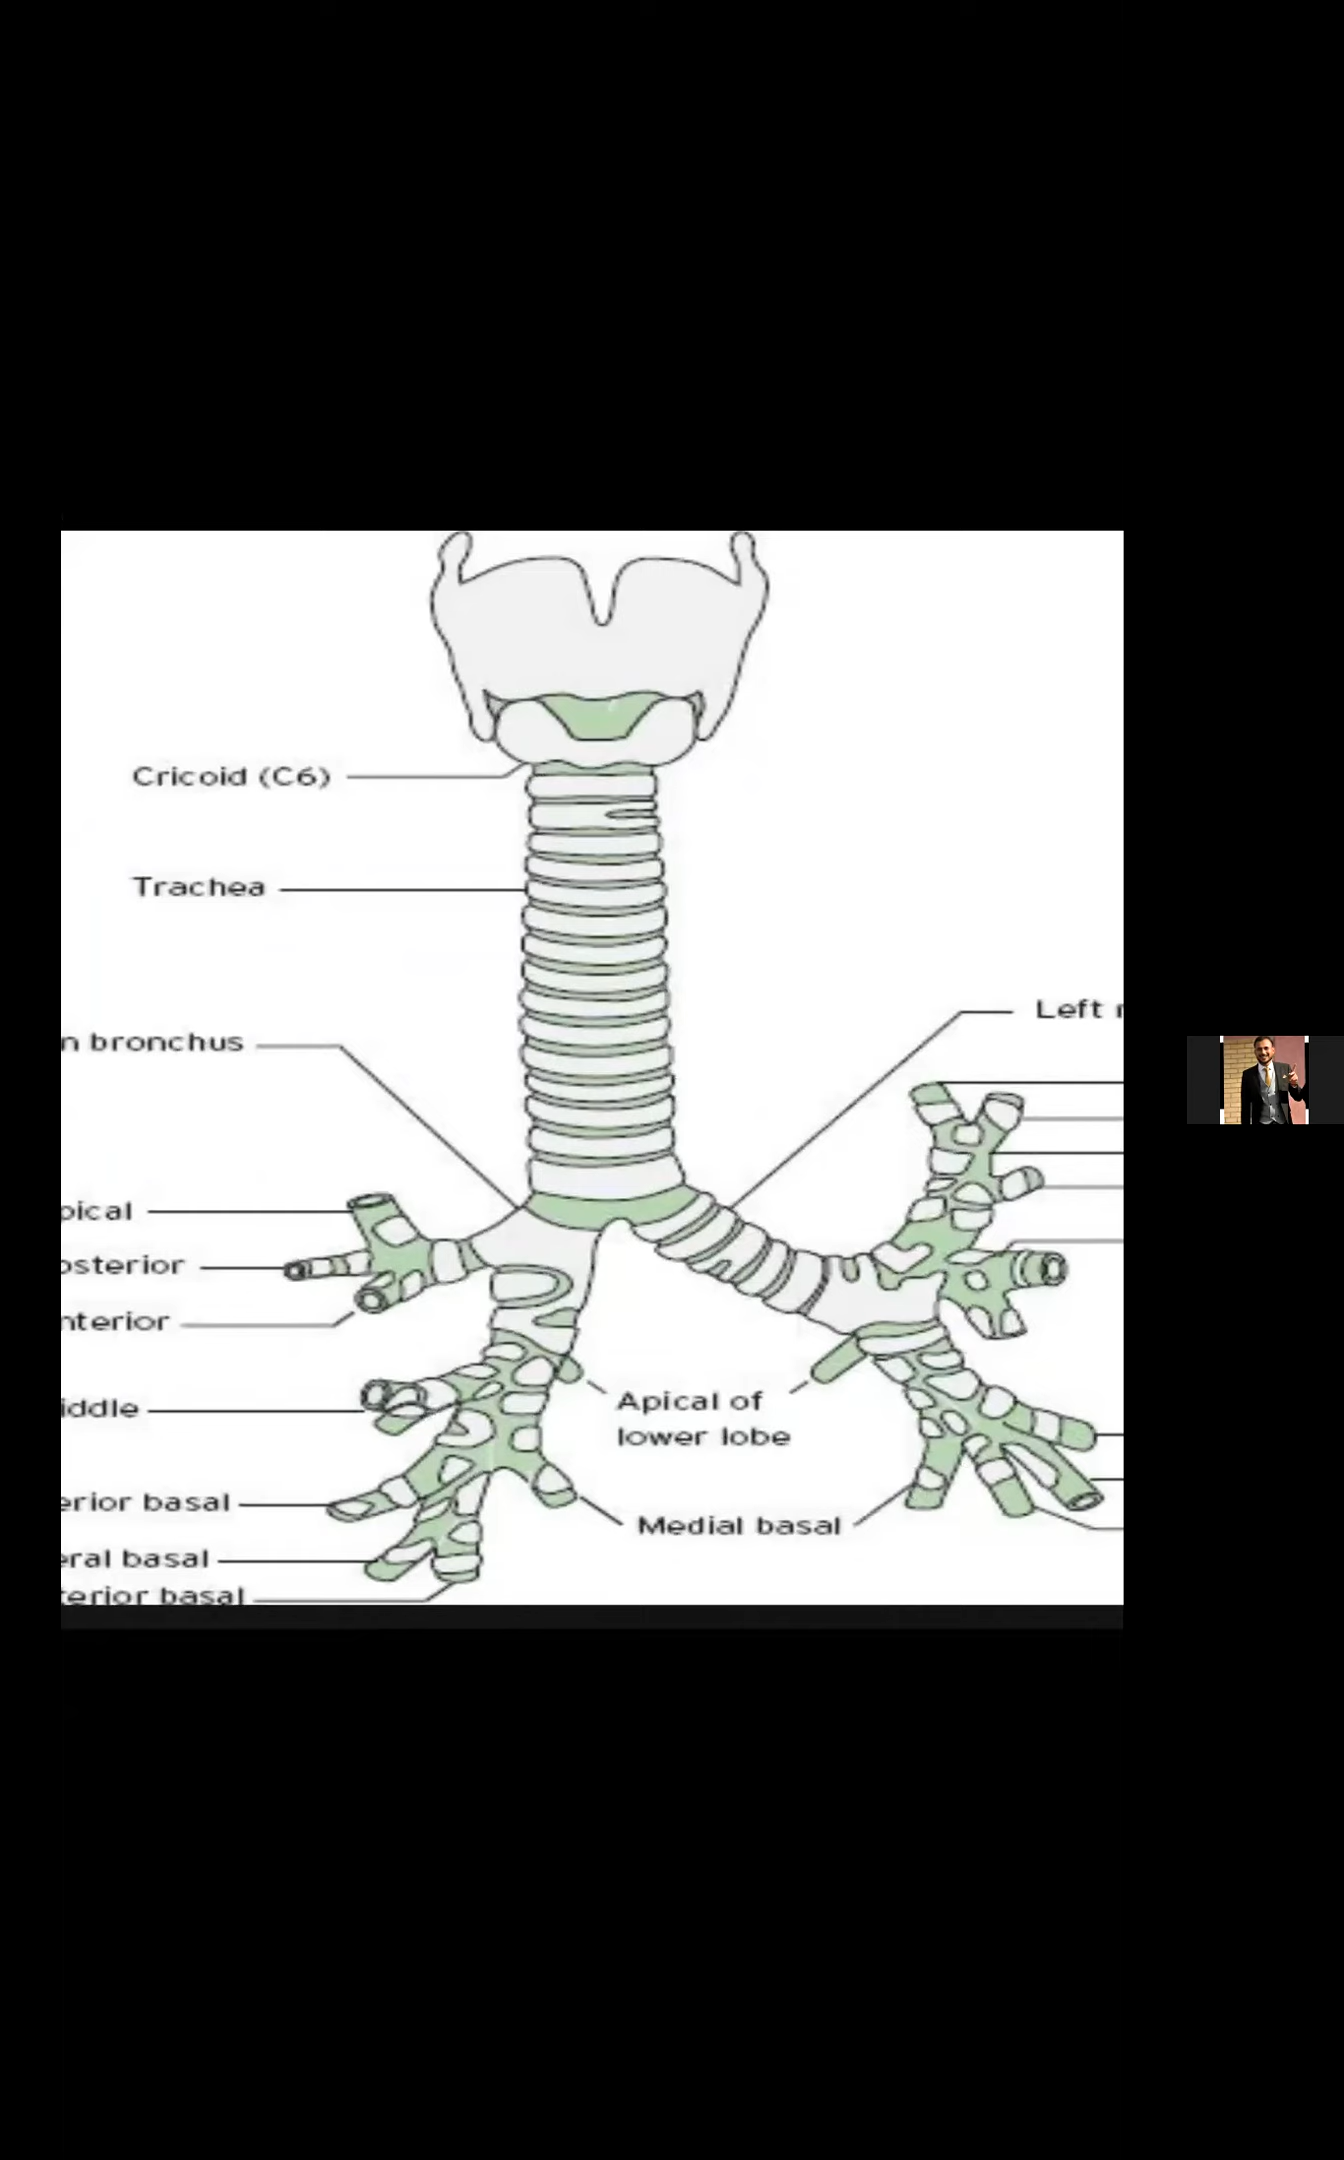 Cricoid (C6)
Trachea
n bronchus
Left
pical
osterior
nterior
iddle
Apical of
lower lobe
erior basal
Medial basal
eral basal
terior basal